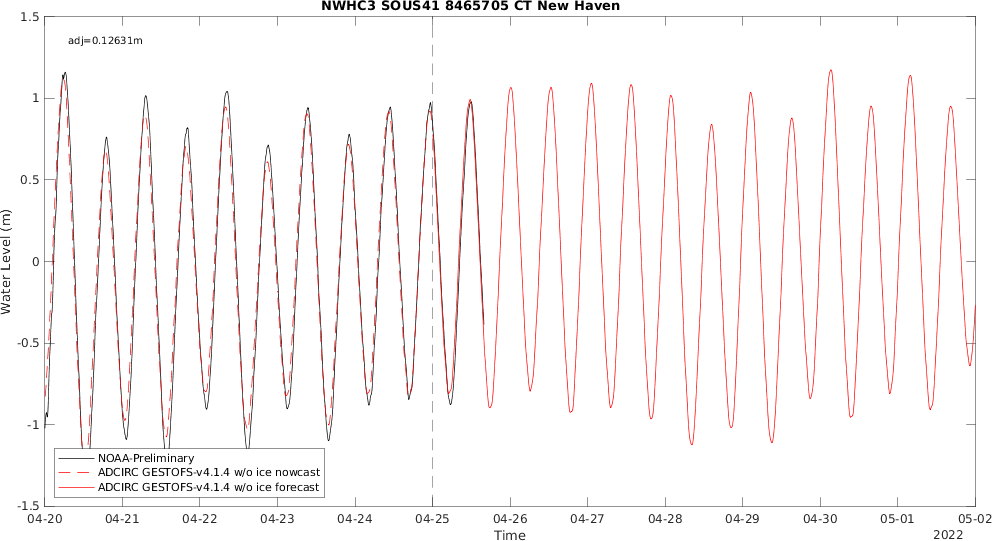 NWHC3 SOUS41 8465705 CT New Haven
adj=0.12631m
1.5
1
0.5
0
-0.5
-1
-1.5
Water Level (m)
NOAA-Preliminary
ADCIRC GESTOFS-v4.1.4 w/o ice nowcast
ADCIRC GESTOFS-v4.1.4 w/o ice forecast
04-20 04-21 04-22 04-23 04-24 04-25 04-26 04-27 04-28 04-29 04-30 05-01 05-02
Time
2022